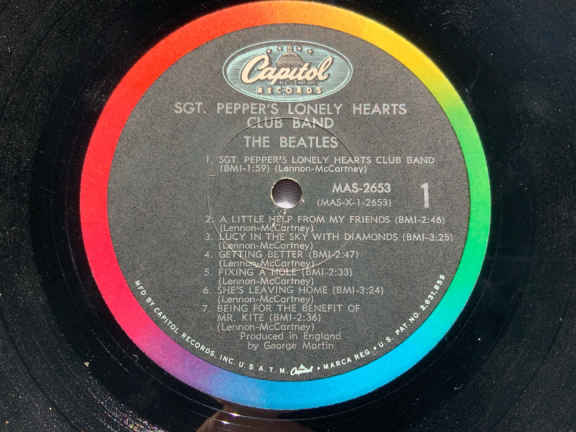 Capitol
RECORDS
SGT. PEPPER'S LONELY HEARTS
CLUB BAND
THE BEATLES
1. SGT. PEPPER'S LONELY HEARTS CLUB BAND
(BMI-1:59) (Lennon-McCartney)
MAS-2653
(MAS-X-1-2653)
1
2. A LITTLE HELP FROM MY FRIENDS (BMI-2:46)
(Lennon-McCartney)
3. LUCY IN THE SKY WITH DIAMONDS (BMI-3:25)
(Lennon-McCartney)
4. GETTING BETTER (BMI-2:47)
(Lennon-McCartney)
5. FIXING A HOLE (BMI-2:33)
(Lennon-McCartney)
6. SHE'S LEAVING HOME (BMI-3:24)
(Lennon-McCartney)
7. BEING FOR THE BENEFIT OF
MR. KITE (BMI-2:36)
(Lennon-McCartney)
Produced in England
by George Martin
MFD. BY CAPITOL RECORDS, INC. U. S. A. T. M. Capitol • MARCA REG. • U. S. PAT. NO. 2,631,859